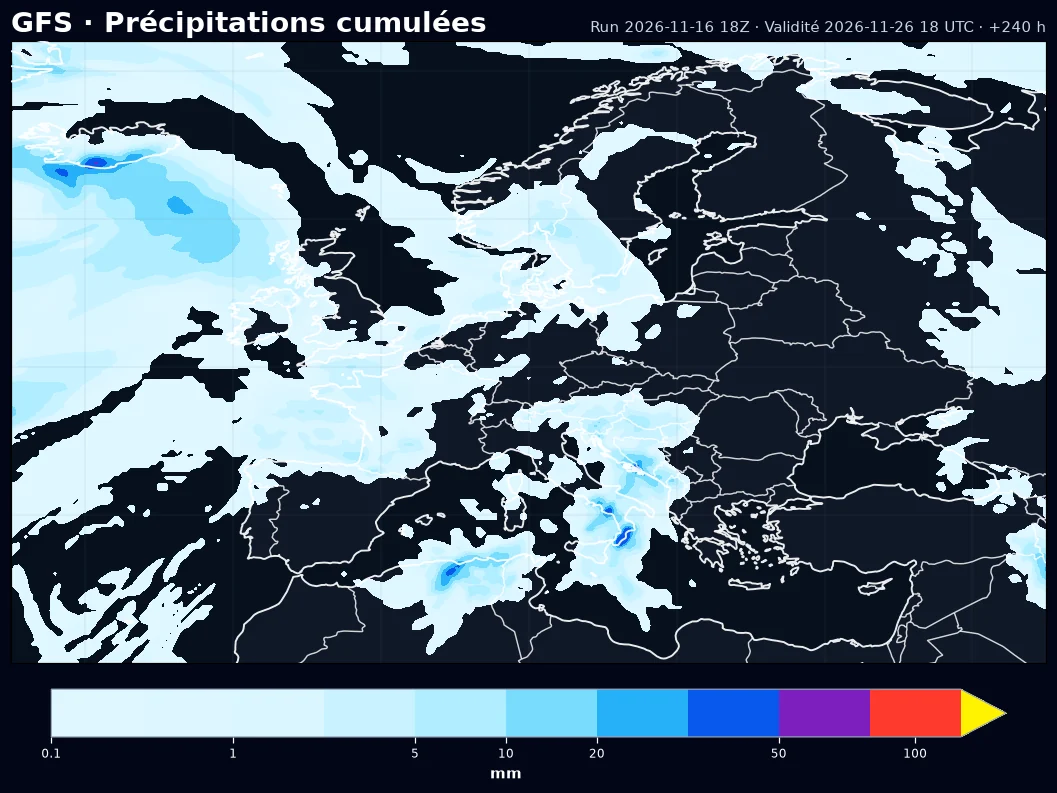 GFS · Précipitations cumulées
Run 2026-11-16 18Z · Validité 2026-11-26 18 UTC · +240 h
0.1 1 5 10 20 50 100
mm